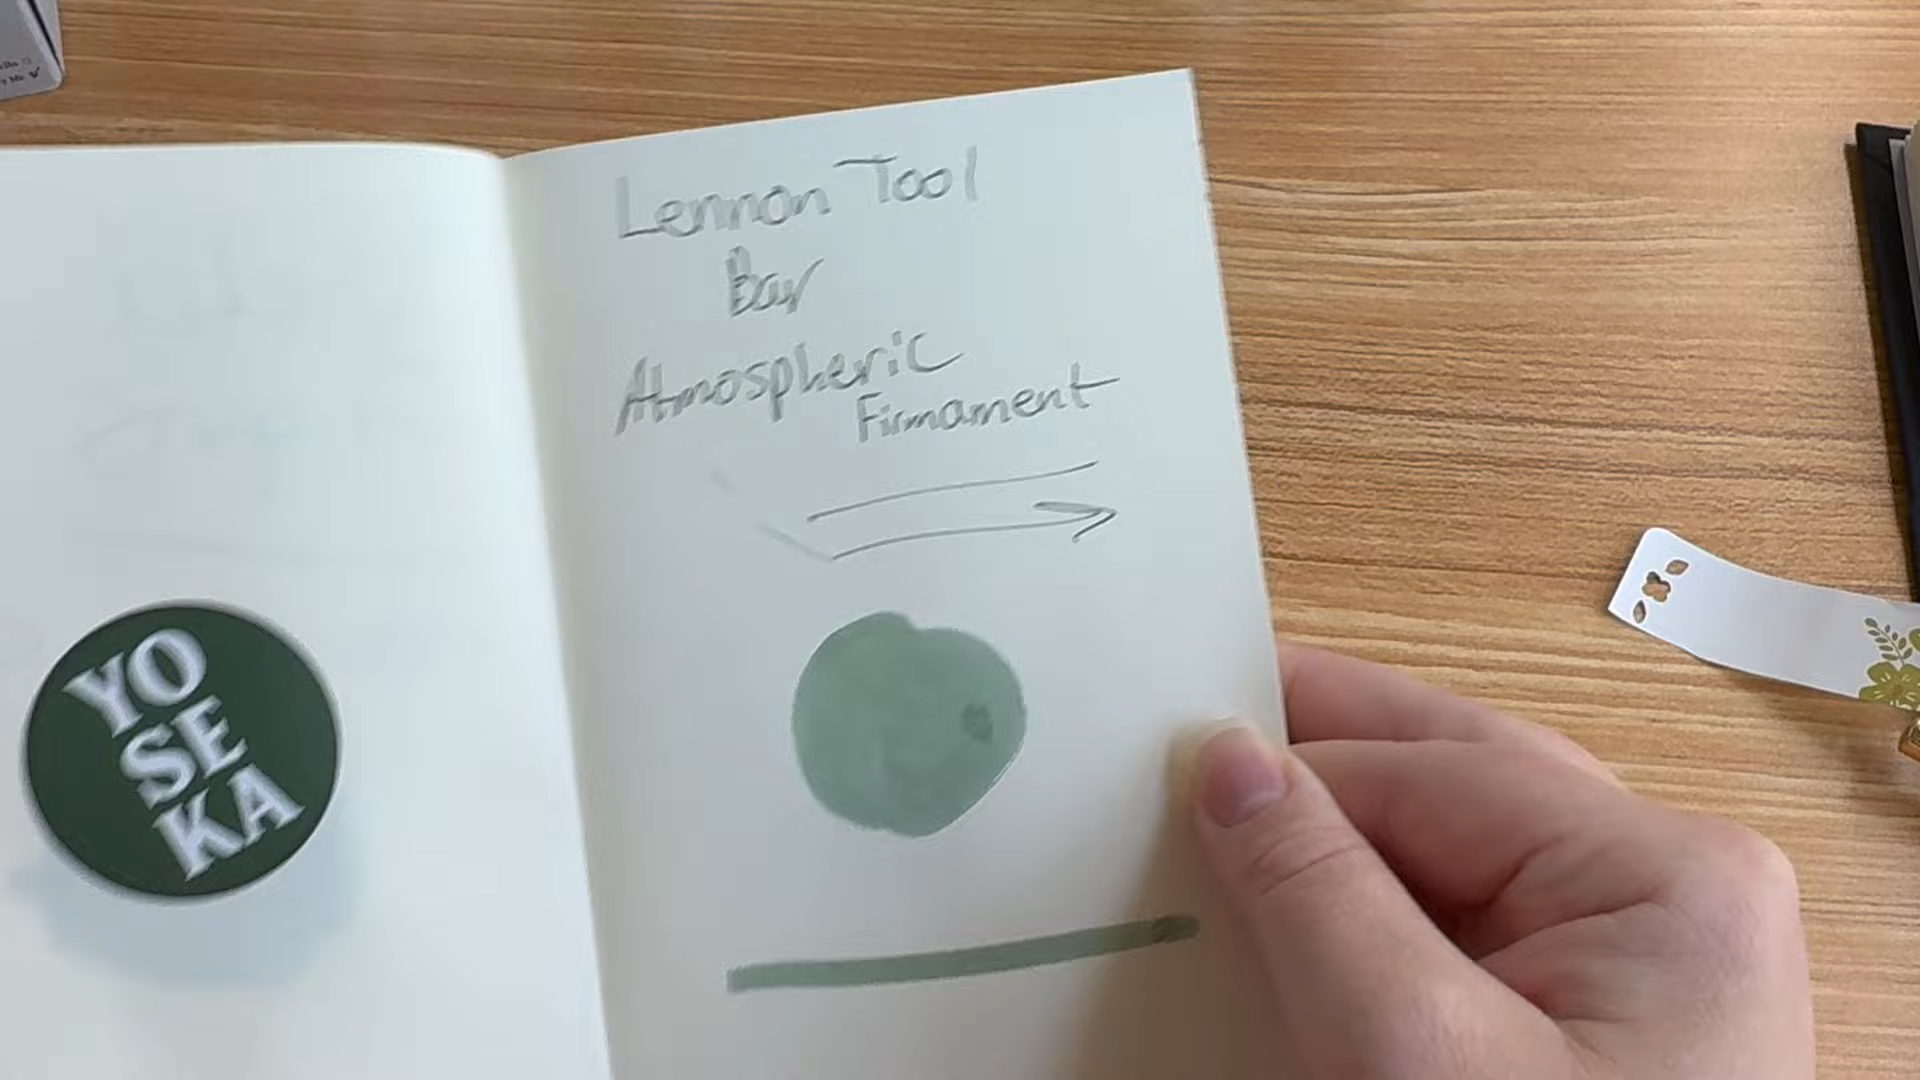 YO
SE
KA
Lennon Tool
Bar
Atmospheric
Firmament